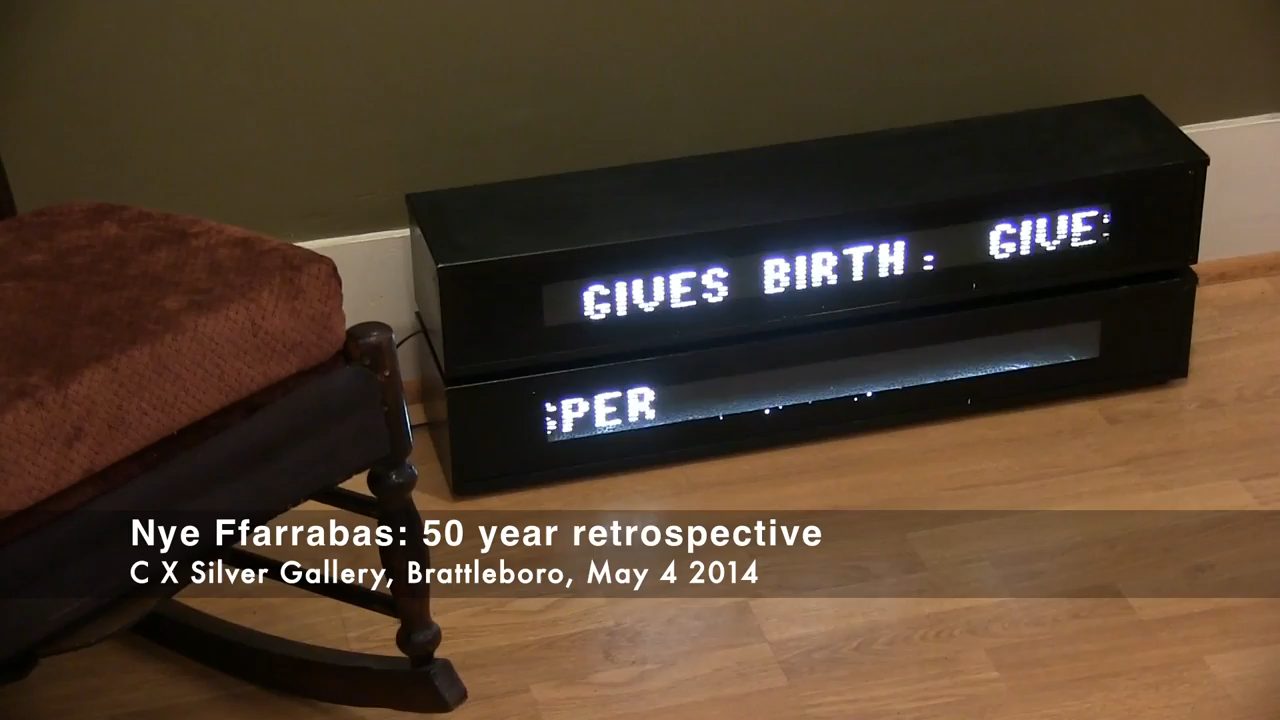 GIVES BIRTH: GIVE
PER
Nye Ffarrabas: 50 year retrospective
C X Silver Gallery, Brattleboro, May 4 2014